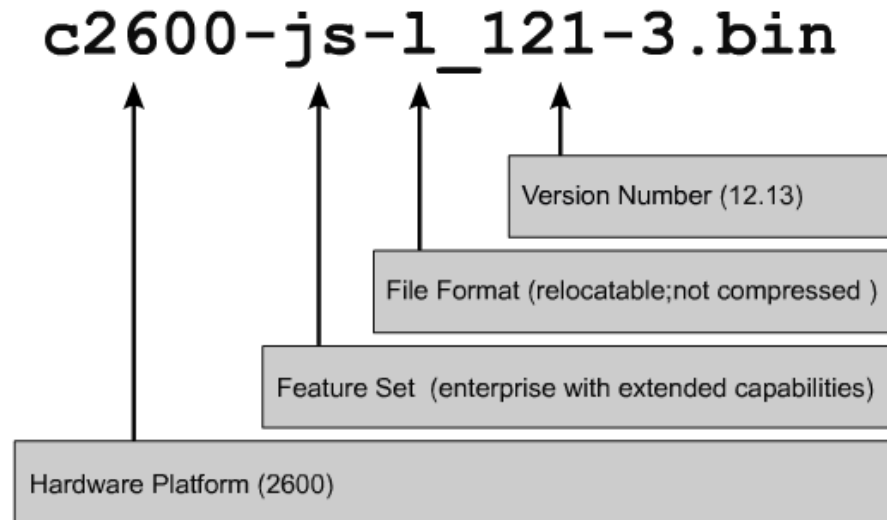 c2600-js-l_121-3.bin
Version Number (12.13)
File Format (relocatable;not compressed )
Feature Set (enterprise with extended capabilities)
Hardware Platform (2600)